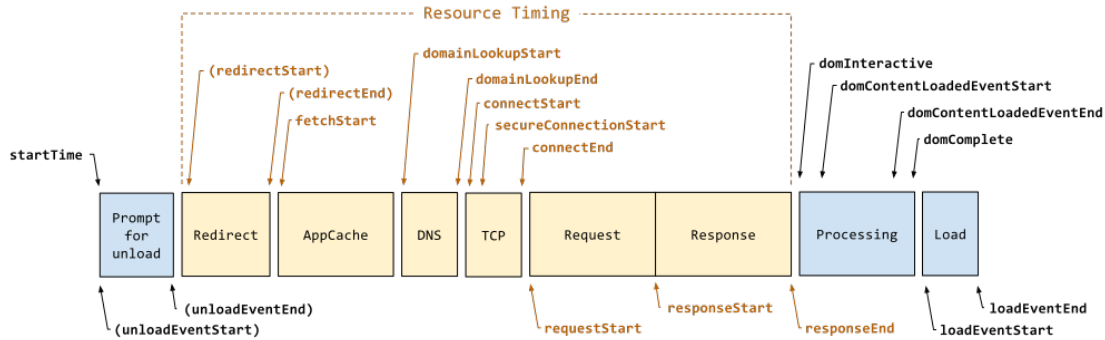 Resource Timing
domainLookupStart
(redirectStart)
domainLookupEnd
(redirectEnd)
connectStart
fetchStart
secureConnectionStart
connectEnd
domInteractive
domContentLoadedEventStart
domContentLoadedEventEnd
domComplete
startTime
Prompt
for
unload
Redirect
AppCache
DNS
TCP
Request
Response
Processing
Load
(unloadEventEnd)
(unloadEventStart)
responseStart
requestStart
responseEnd
loadEventEnd
loadEventStart